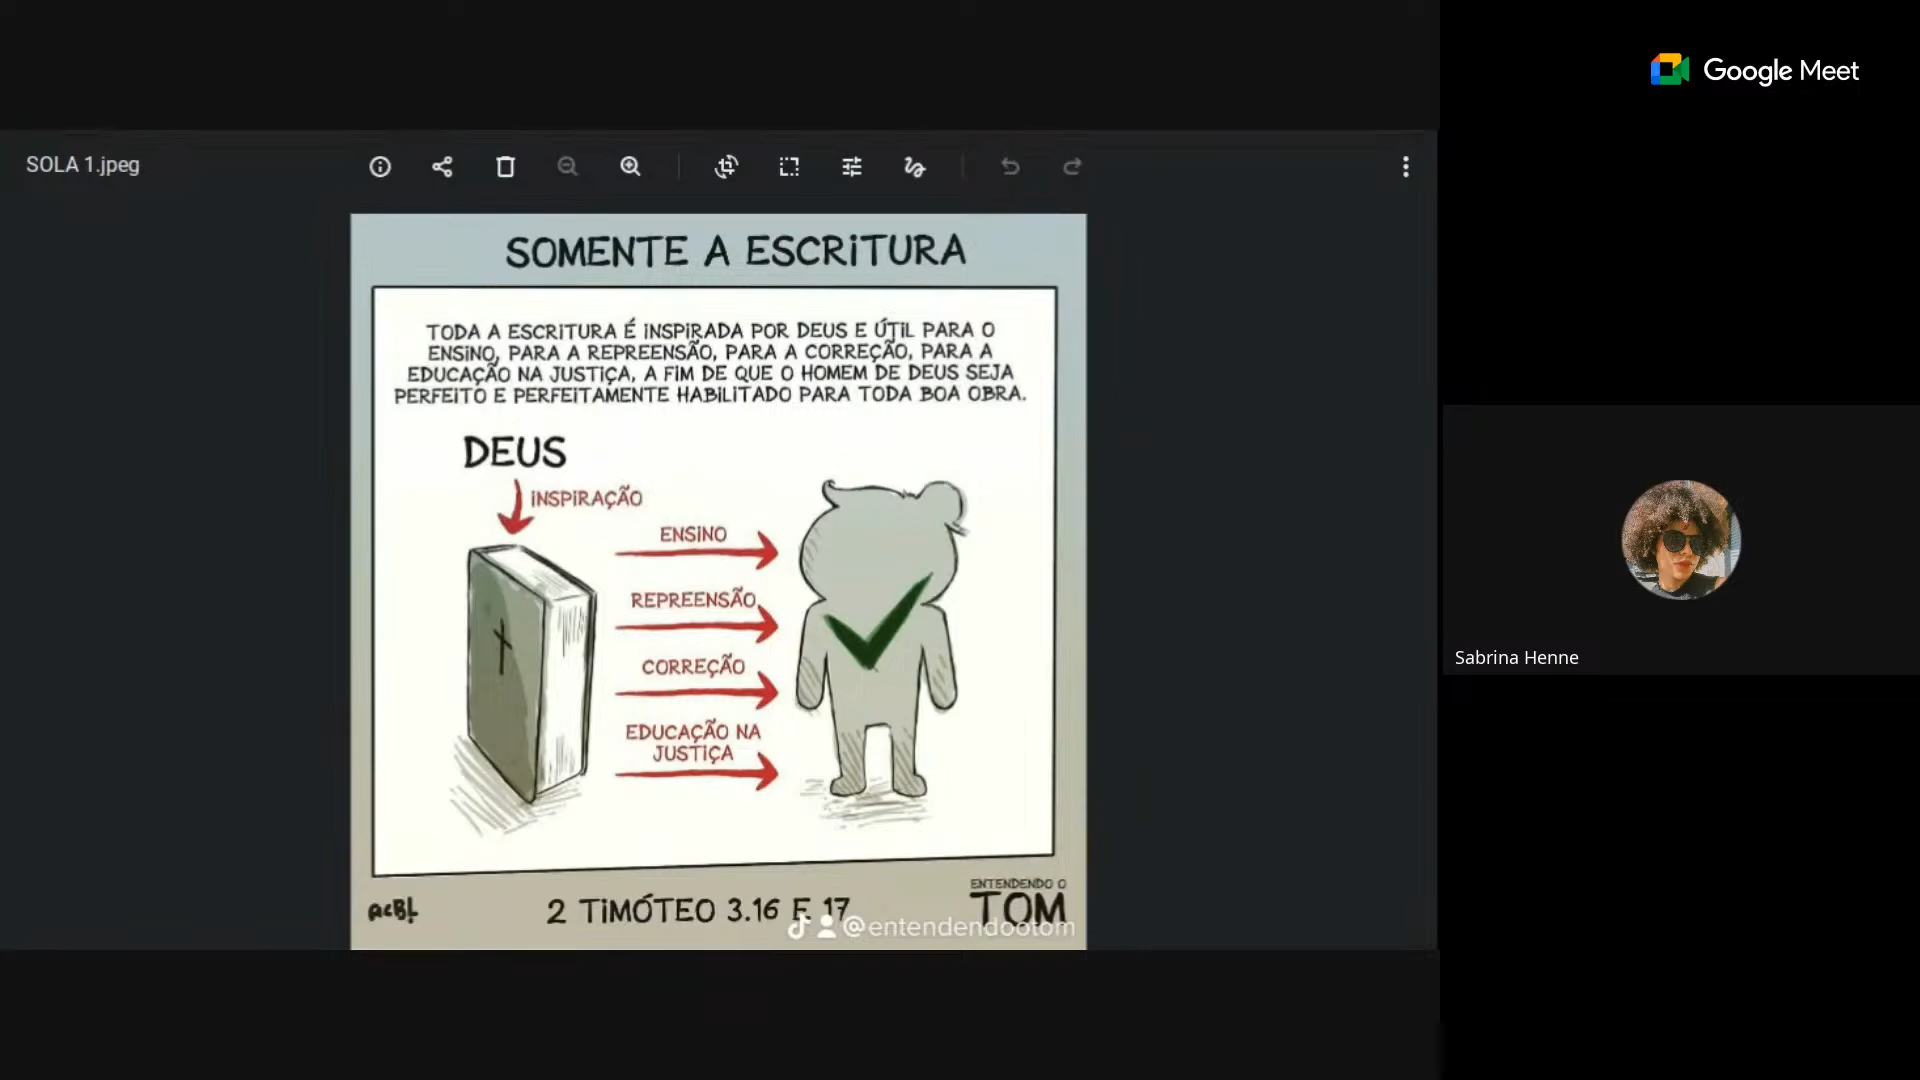 Google Meet
SOLA 1.jpeg
SOMENTE A ESCRiTURA
TODA A ESCRiTURA É iNSPiRADA POR DEUS E ÚTiL PARA O
ENSiNO, PARA A REPREENSÃO, PARA A CORREÇÃO, PARA A
EDUCAÇÃO NA JUSTiÇA, A FiM DE QUE O HOMEM DE DEUS SEJA
PERFEiTO E PERFEiTAMENTE HABiLiTADO PARA TODA BOA OBRA.
DEUS
iNSPiRAÇÃO
ENSiNO
REPREENSÃO
CORREÇÃO
EDUCAÇÃO NA
JUSTiÇA
Sabrina Henne
ACBL
2 TiMÓTEO 3.16 E 17
ENTENDENDO O
TOM
@entendendootom